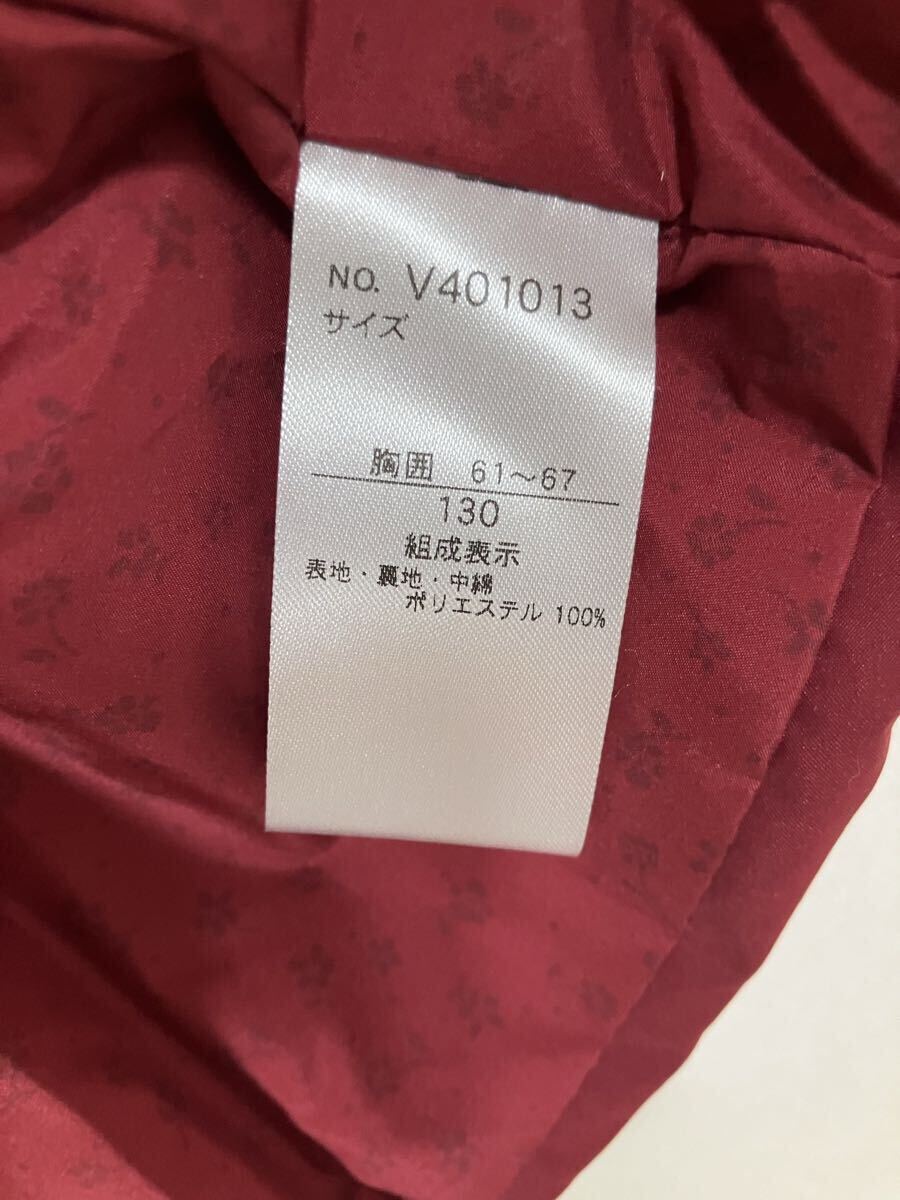 NO. V401013
サイズ
胸囲 61～67
130
組成表示
表地・裏地・中綿
ポリエステル 100%